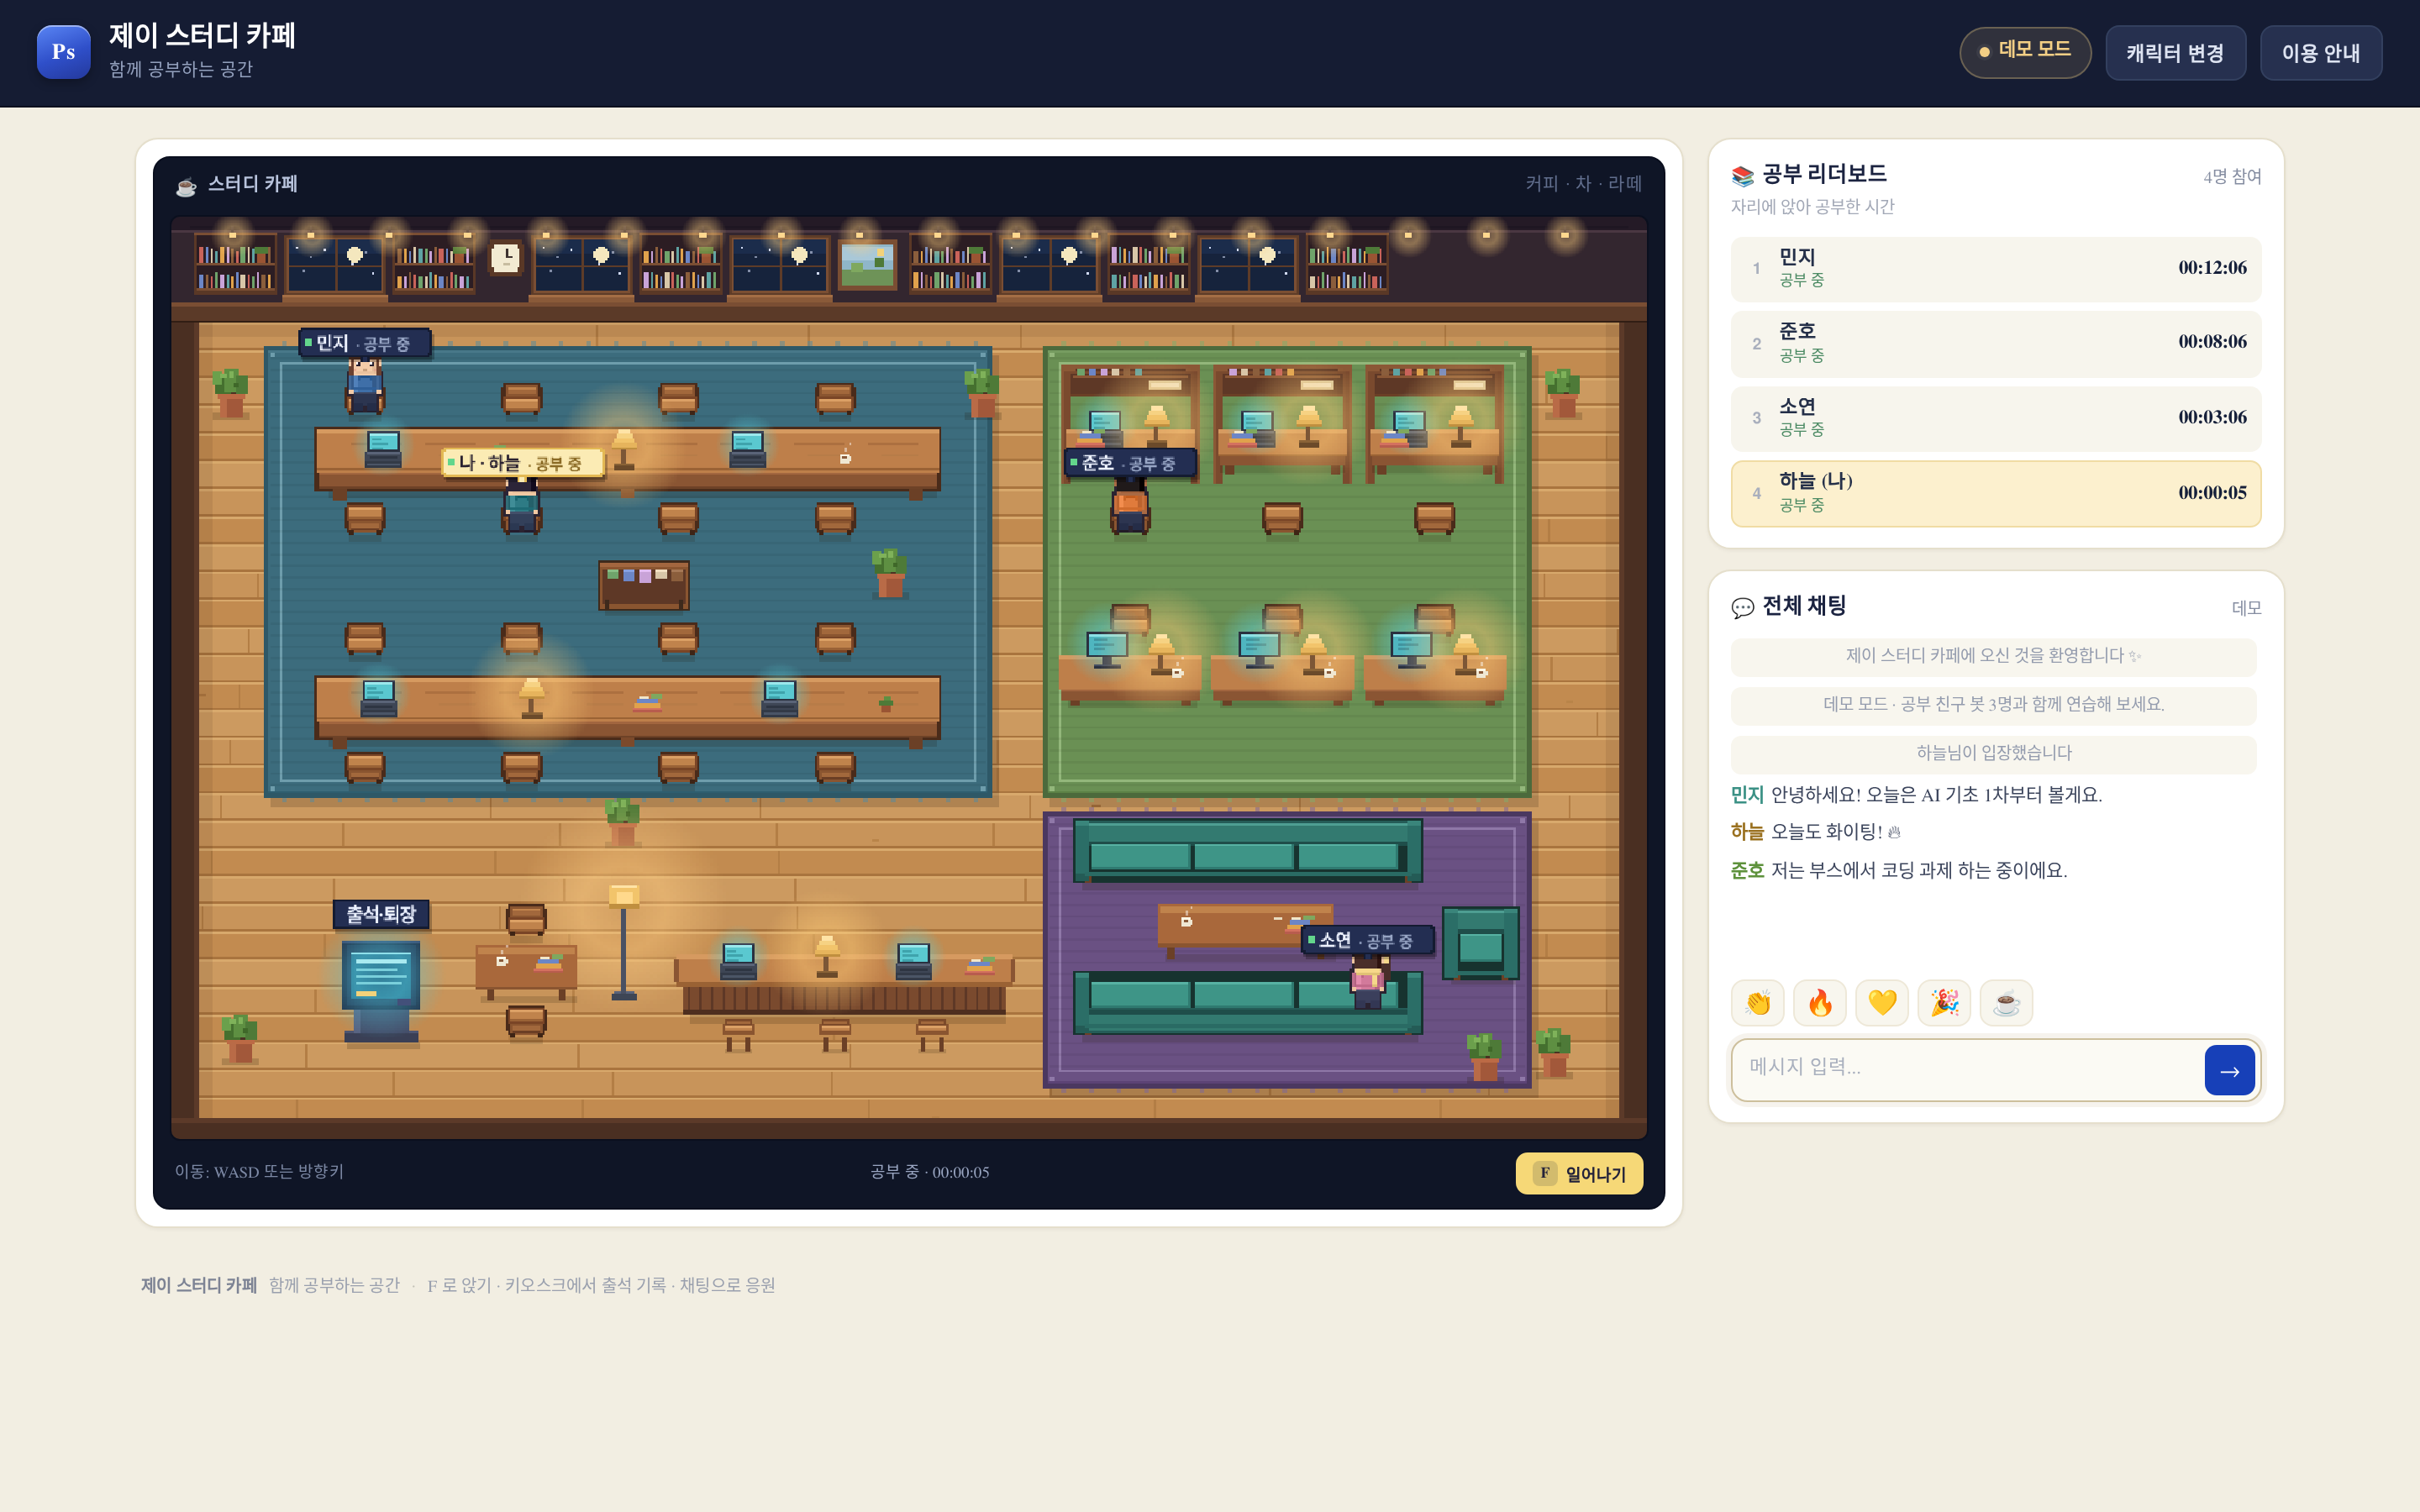 Ps
제이 스터디 카페
함께 공부하는 공간
데모 모드
캐릭터 변경
이용 안내
☕ 스터디 카페
커피 · 차 · 라떼
민지 · 공부 중
나 · 하늘 · 공부 중
준호 · 공부 중
출석·퇴장
소연 · 공부 중
이동: WASD 또는 방향키
공부 중 · 00:00:05
F 일어나기
📚 공부 리더보드
4명 참여
자리에 앉아 공부한 시간
1 민지 00:12:06
공부 중
2 준호 00:08:06
공부 중
3 소연 00:03:06
공부 중
4 하늘 (나) 00:00:05
공부 중
💬 전체 채팅
데모
제이 스터디 카페에 오신 것을 환영합니다 ✨
데모 모드 · 공부 친구 봇 3명과 함께 연습해 보세요.
하늘님이 입장했습니다
민지 안녕하세요! 오늘은 AI 기초 1차부터 볼게요.
하늘 오늘도 화이팅! 🔥
준호 저는 부스에서 코딩 과제 하는 중이에요.
👏 🔥 💛 🎉 ☕
메시지 입력... →
제이 스터디 카페 함께 공부하는 공간 · F 로 앉기 · 키오스크에서 출석 기록 · 채팅으로 응원